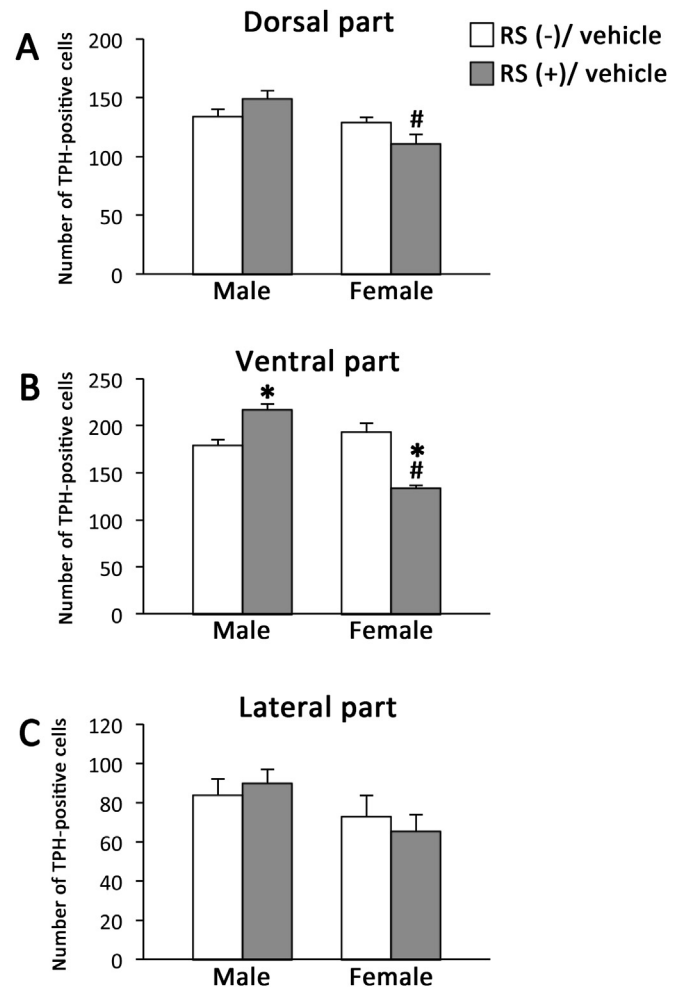 Dorsal part
A
RS (-)/ vehicle
RS (+)/ vehicle
Number of TPH-positive cells
200
150
100
50
0
#
Male
Female
Ventral part
B
Number of TPH-positive cells
250
200
150
100
50
0
*
*
#
Male
Female
Lateral part
C
Number of TPH-positive cells
120
100
80
60
40
20
0
Male
Female